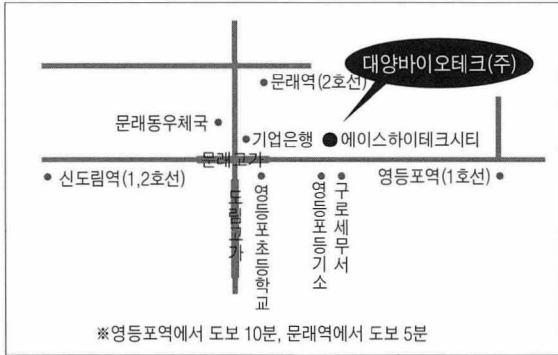 대양바이오테크(주)
문래역(2호선)
문래동우체국
기업은행
에이스하이테크시티
문래고가
신도림역(1,2호선)
영등포역(1호선)
도림고가
영등포초등학교
영등포등기소
구로세무서
※영등포역에서 도보 10분, 문래역에서 도보 5분